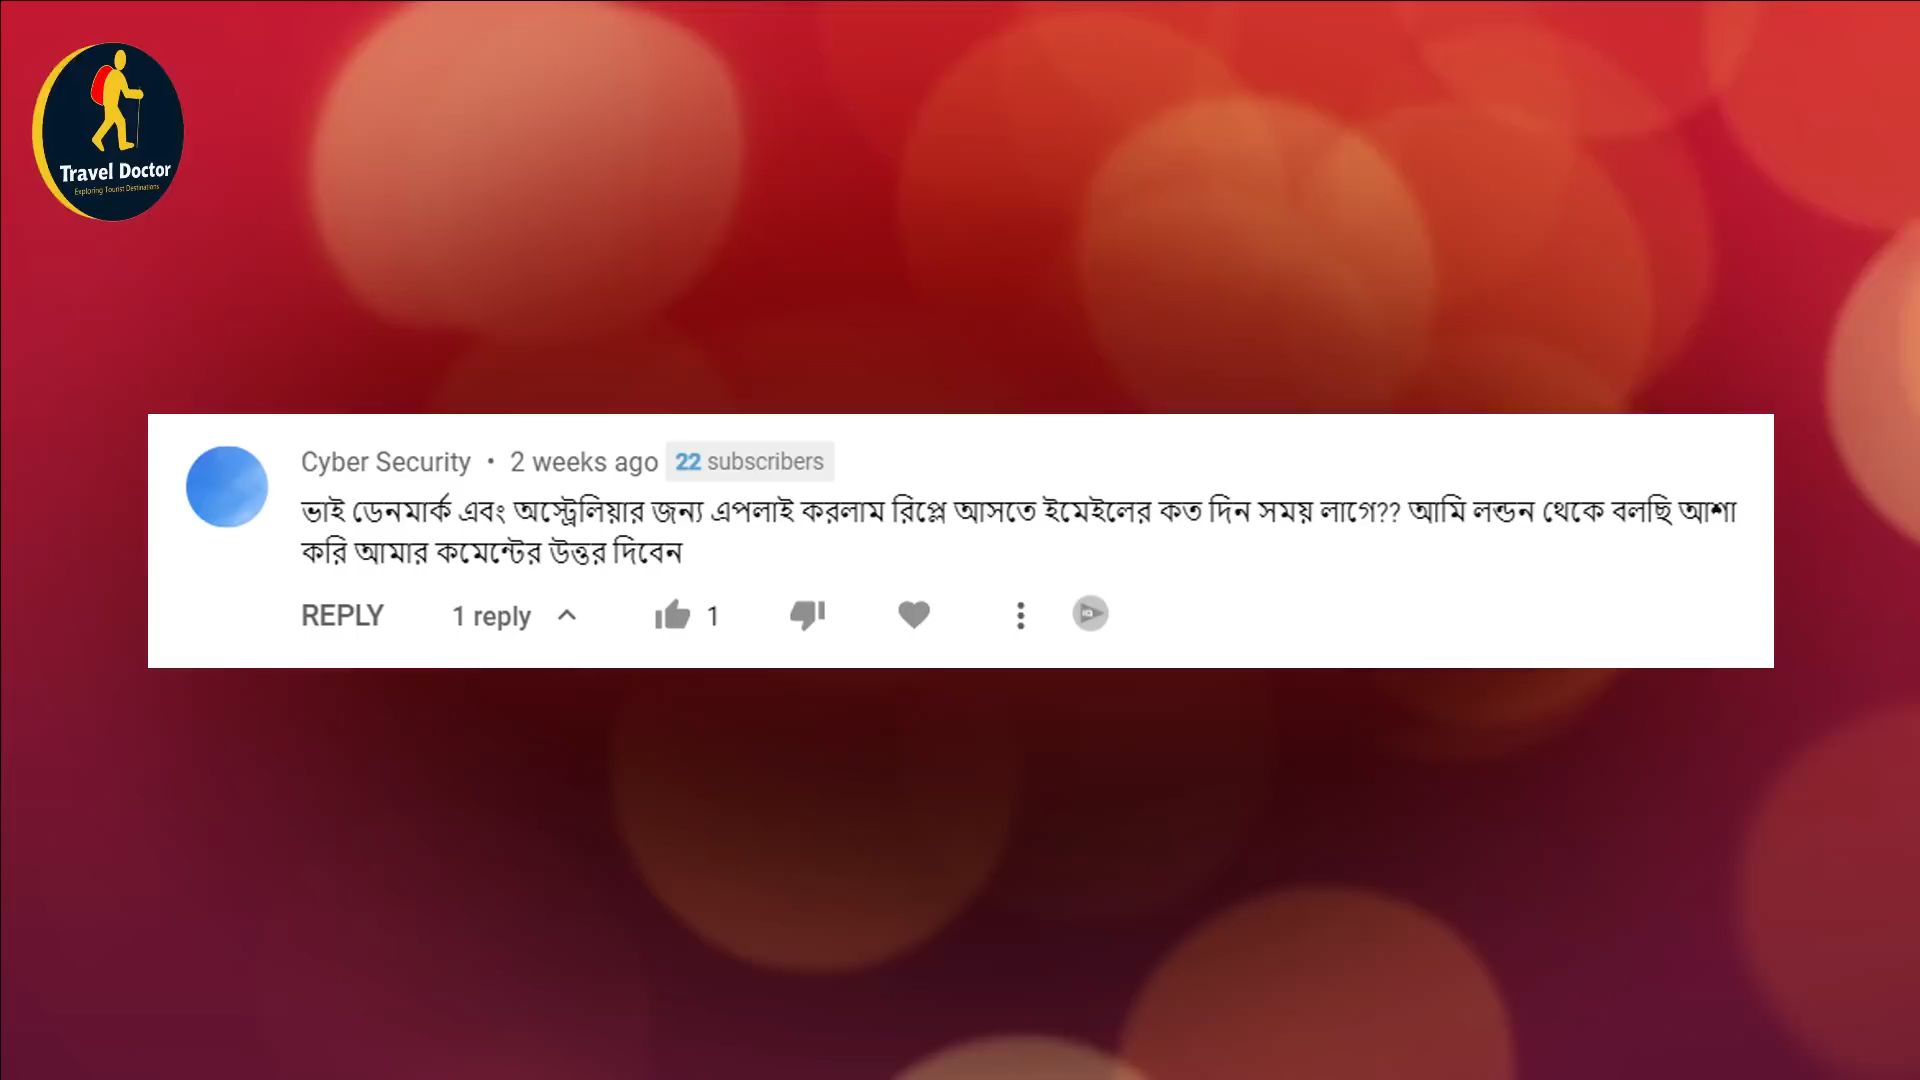 Travel Doctor
Exploring Tourist Destinations
Cyber Security • 2 weeks ago 22 subscribers
ভাই ডেনমার্ক এবং অস্ট্রেলিয়ার জন্য এপলাই করলাম রিপ্লে আসতে ইমেইলের কত দিন সময় লাগে?? আমি লন্ডন থেকে বলছি আশা
করি আমার কমেন্টের উত্তর দিবেন
REPLY 1 reply 1